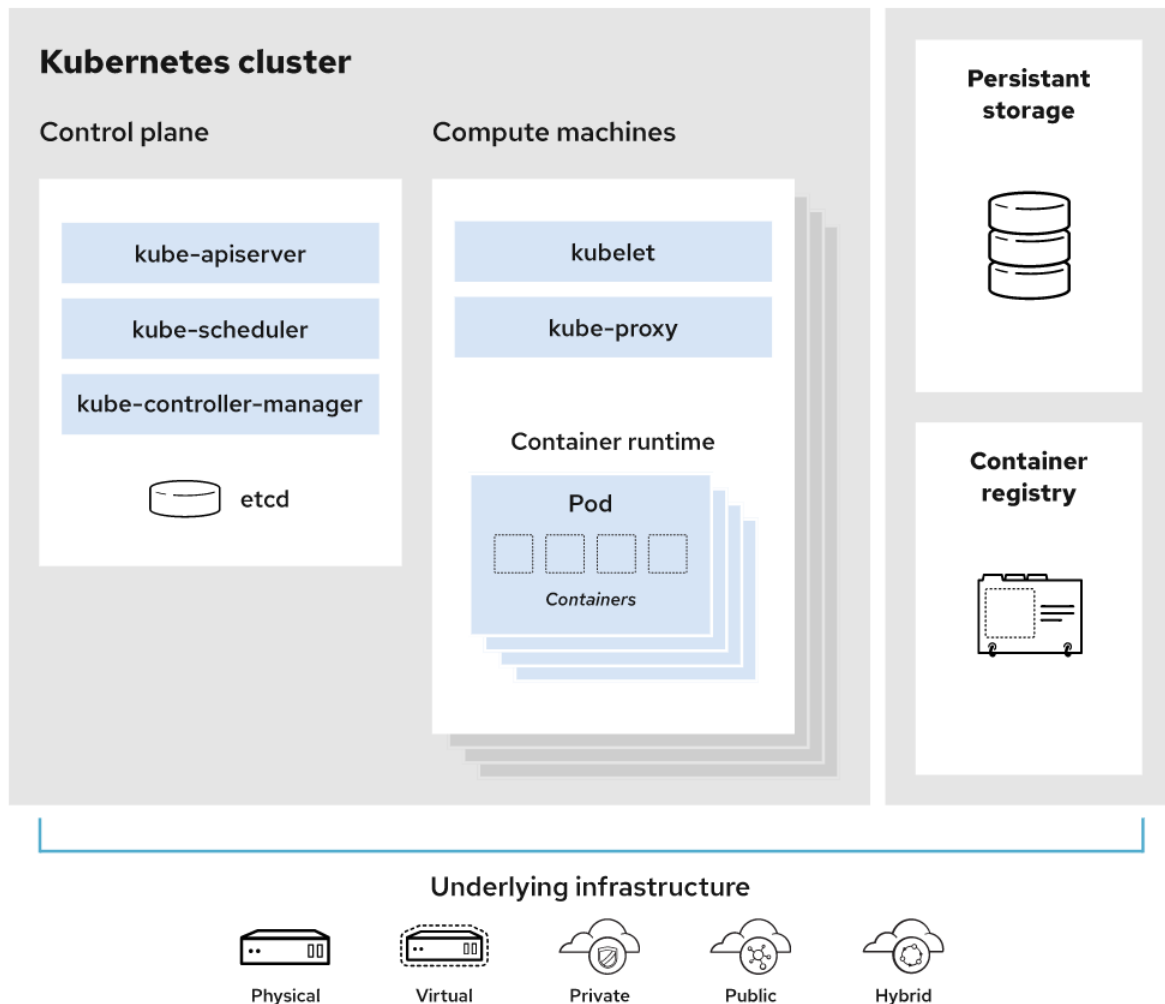 Kubernetes cluster
Control plane
kube-apiserver
kube-scheduler
kube-controller-manager
etcd
Compute machines
kubelet
kube-proxy
Container runtime
Pod
Containers
Persistant
storage
Container
registry
Underlying infrastructure
Physical
Virtual
Private
Public
Hybrid